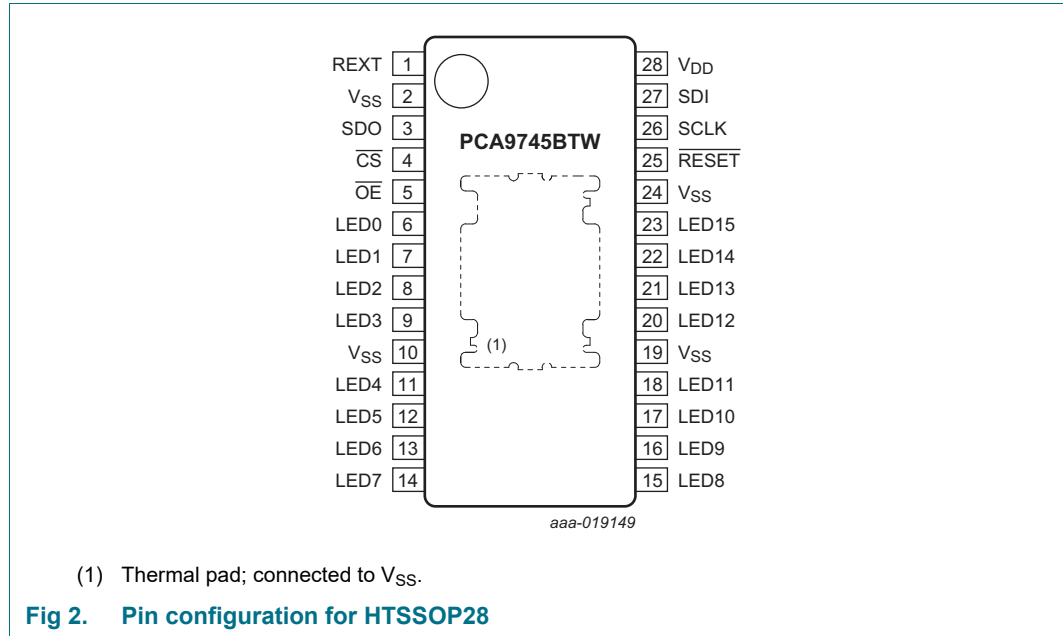 REXT 1 28 VDD
VSS 2 27 SDI
SDO 3 26 SCLK
PCA9745BTW
CS 4 25 RESET
OE 5 24 VSS
LED0 6 23 LED15
LED1 7 22 LED14
LED2 8 21 LED13
LED3 9 20 LED12
VSS 10 (1) 19 VSS
LED4 11 18 LED11
LED5 12 17 LED10
LED6 13 16 LED9
LED7 14 15 LED8
aaa-019149
(1) Thermal pad; connected to VSS.
Fig 2. Pin configuration for HTSSOP28